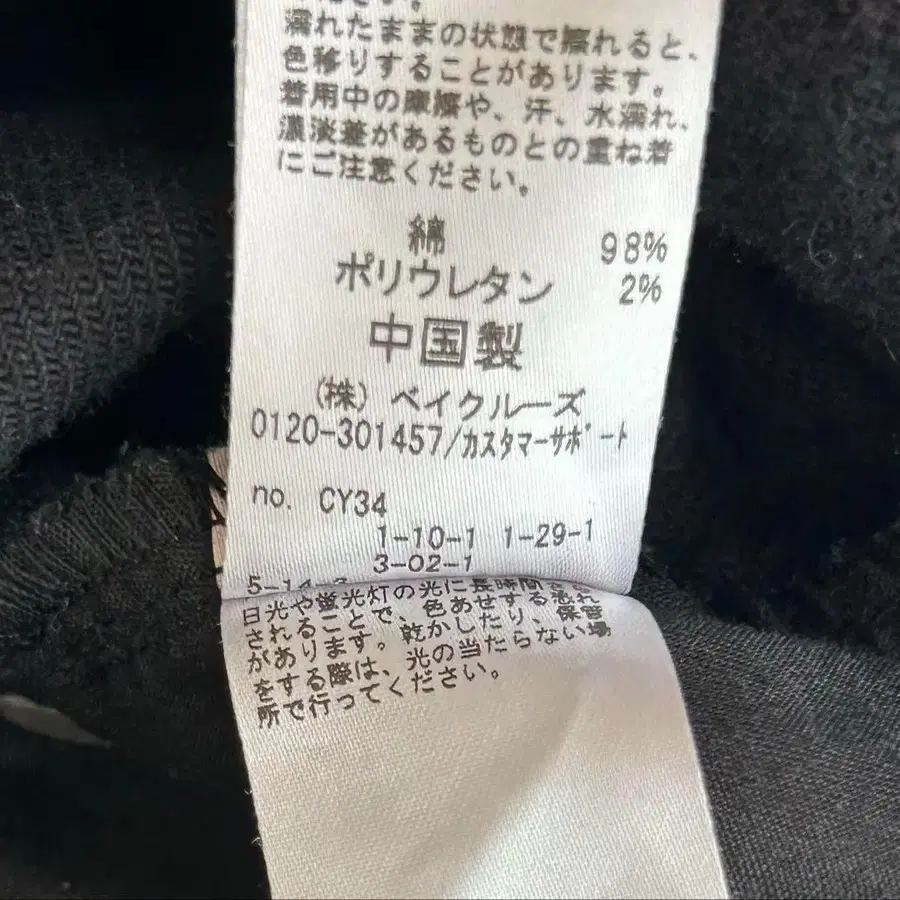 ださい。
濡れたままの状態で擦れると、
色移りすることがあります。
着用中の摩擦や、汗、水濡れ、
濃淡差があるものとの重ね着
にご注意ください。
綿 98%
ポリウレタン 2%
中国製
(株) ベイクルーズ
0120-301457/カスタマーサポート
no. CY34
1-10-1 1-29-1
3-02-1
5-14-3
日光や蛍光灯の光に長時間
されることで、色あせする恐れ
があります。乾かしたり、保管
をする際は、光の当たらない場
所で行ってください。